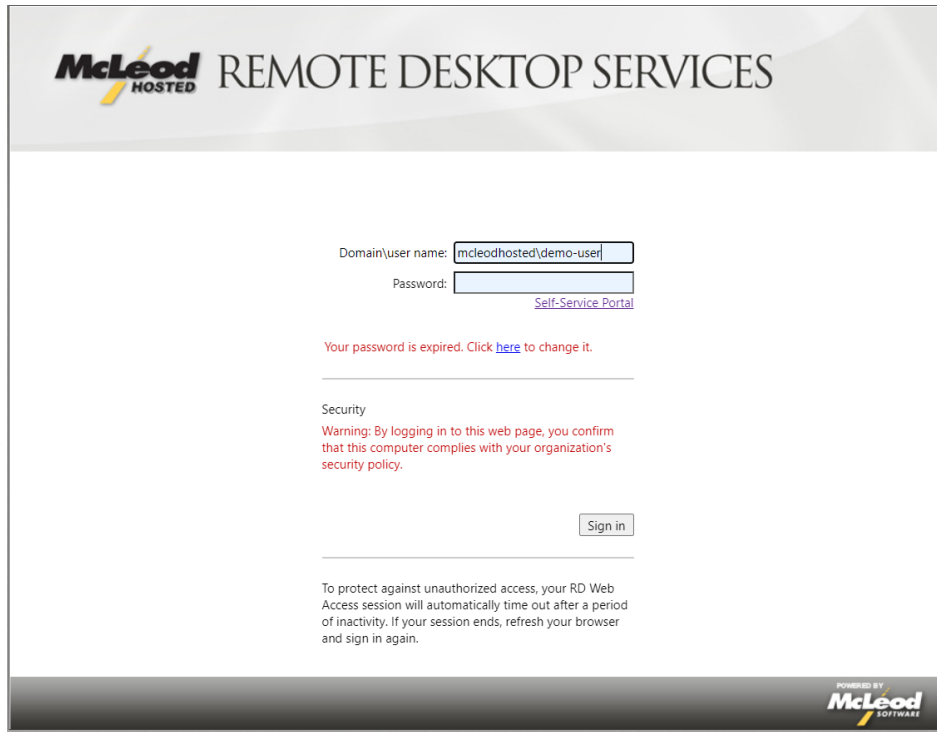 McLeod HOSTED REMOTE DESKTOP SERVICES
Domain\user name: mcleodhosted\demo-user
Password:
Self-Service Portal
Your password is expired. Click here to change it.
Security
Warning: By logging in to this web page, you confirm
that this computer complies with your organization's
security policy.
Sign in
To protect against unauthorized access, your RD Web
Access session will automatically time out after a period
of inactivity. If your session ends, refresh your browser
and sign in again.
POWERED BY
McLeod
SOFTWARE